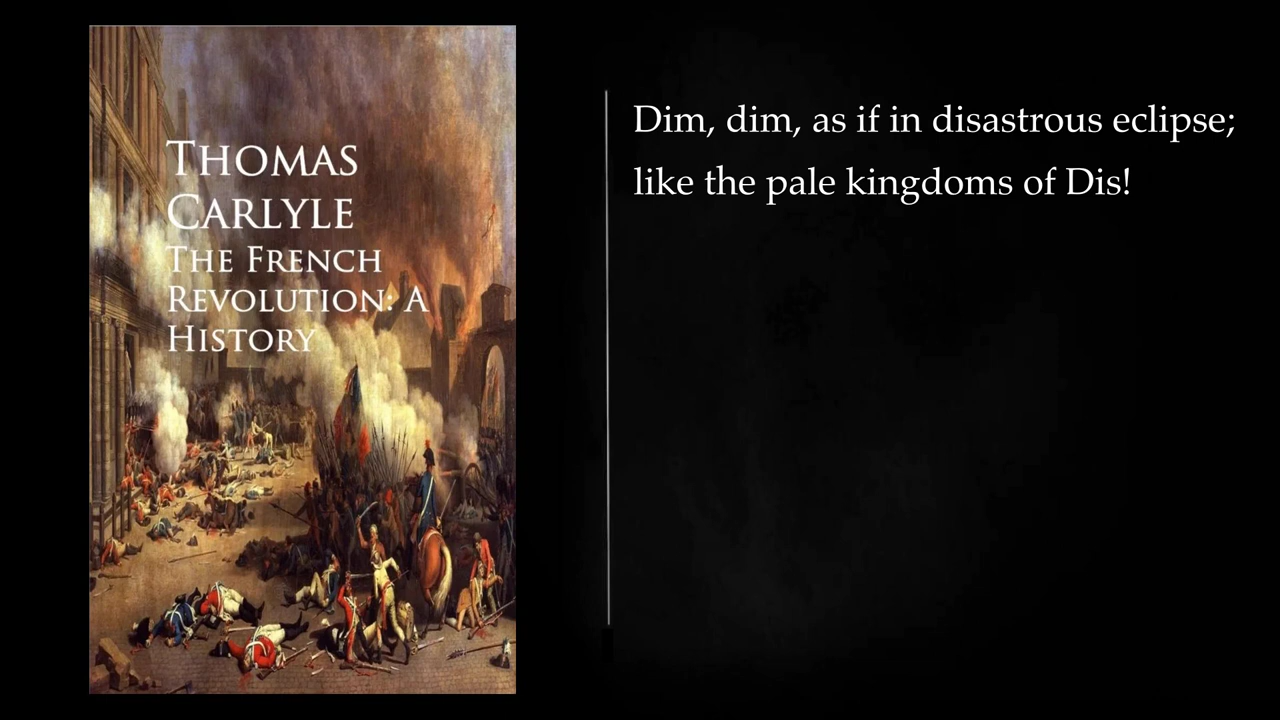 THOMAS
CARLYLE
THE FRENCH
REVOLUTION: A
HISTORY
Dim, dim, as if in disastrous eclipse;
like the pale kingdoms of Dis!